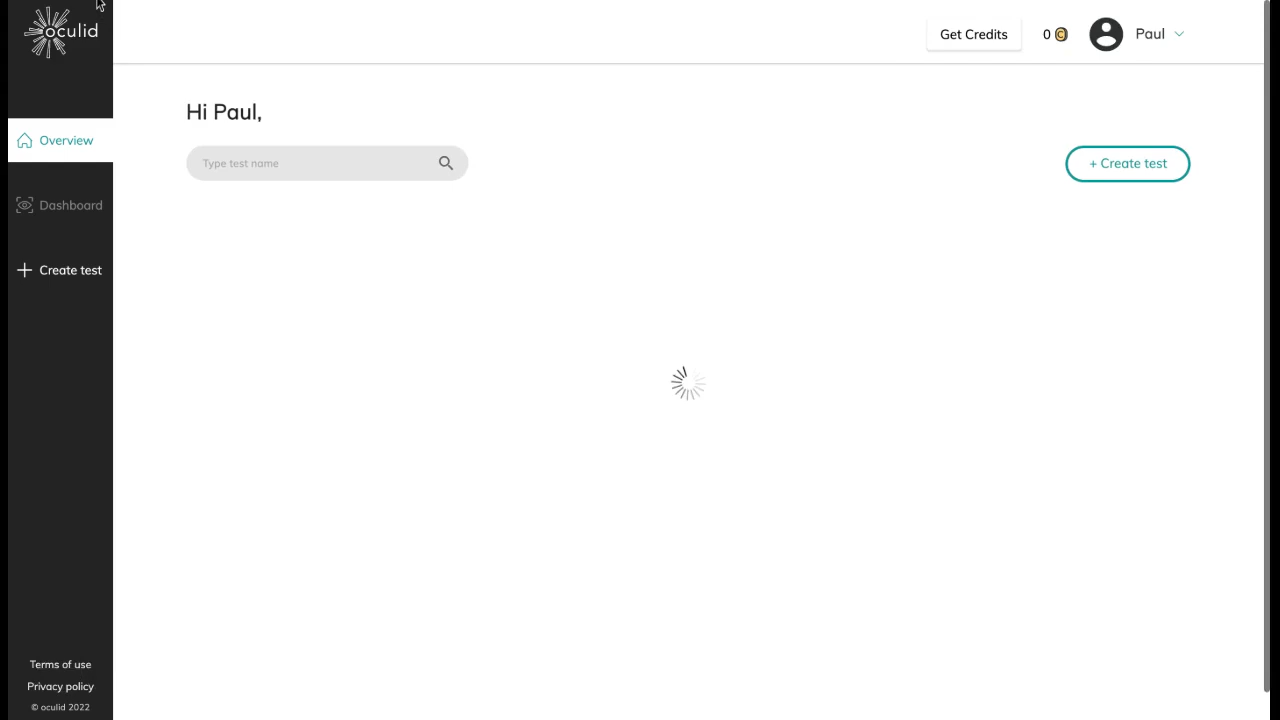 oculid
Get Credits
0
Paul
Hi Paul,
Overview
Type test name
+ Create test
Dashboard
Create test
Terms of use
Privacy policy
© oculid 2022